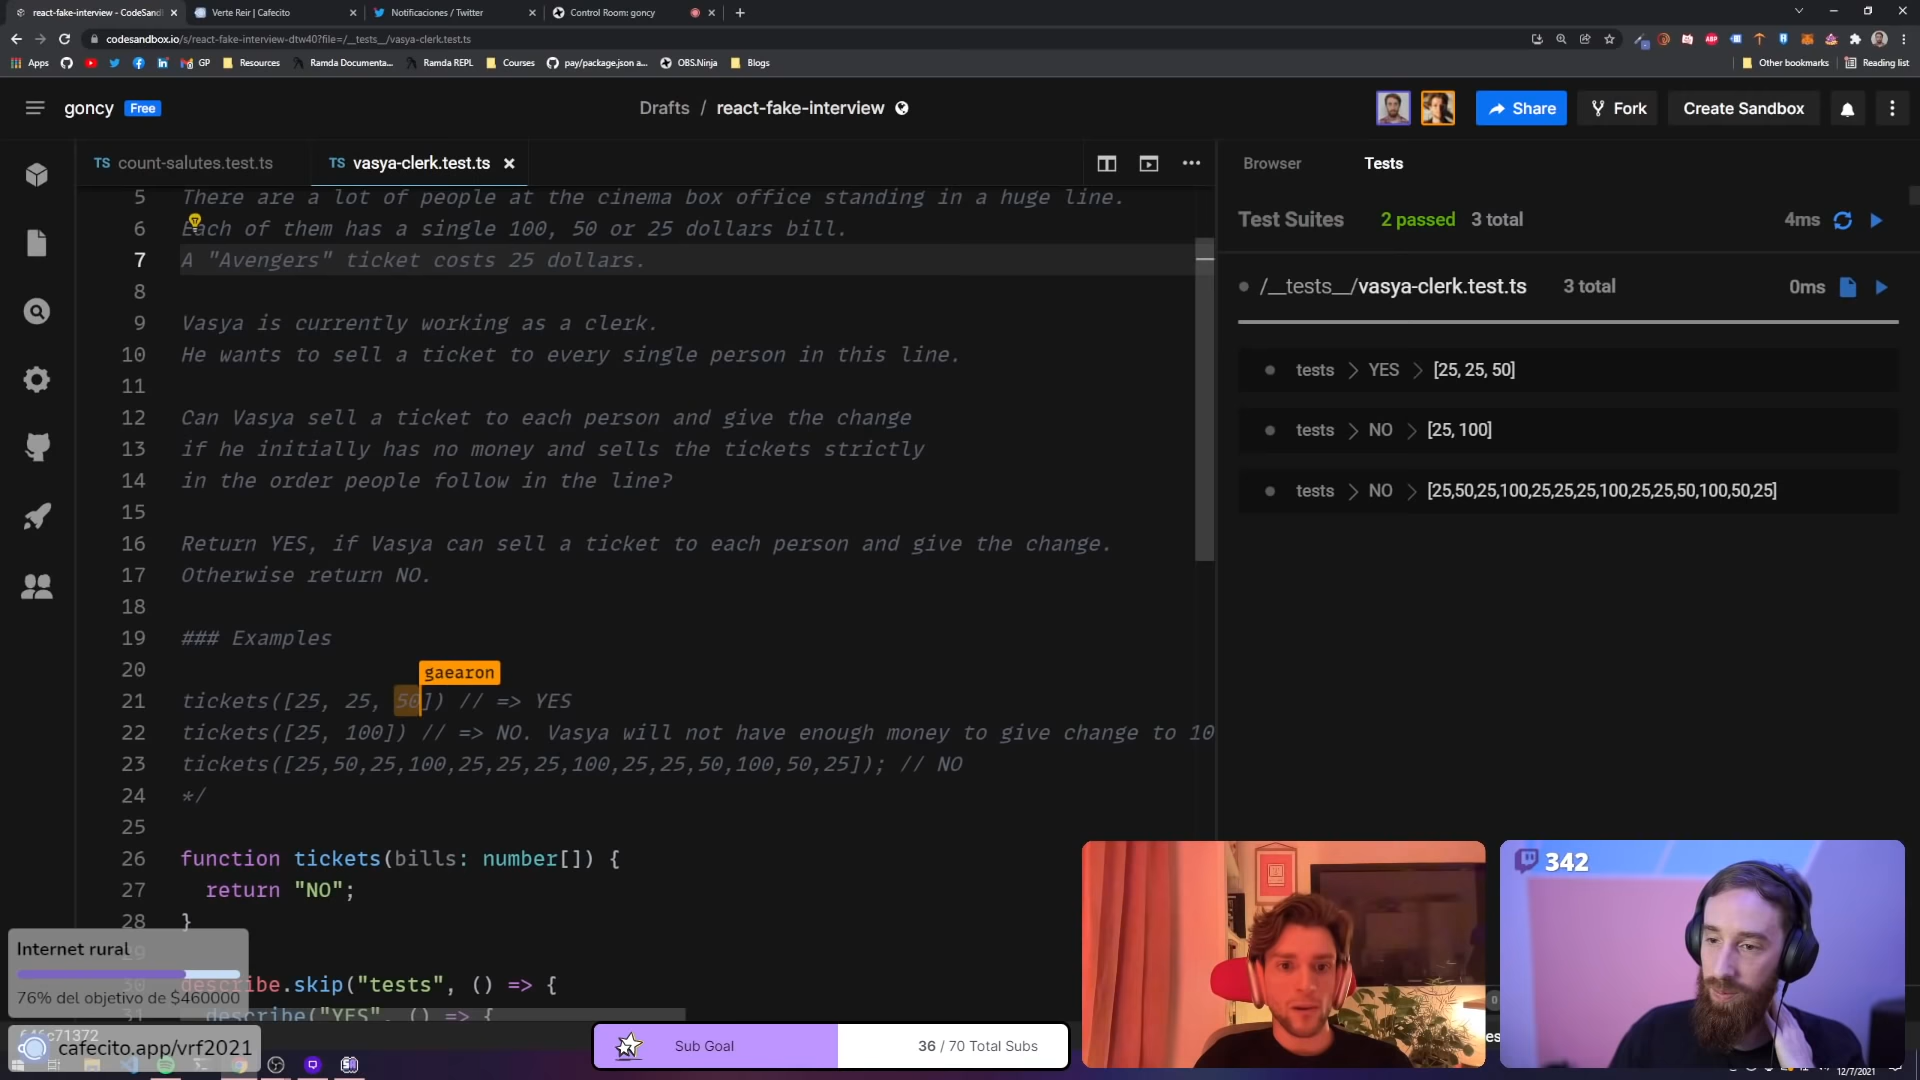 react-fake-interview - CodeSand
Verte Reir | Cafecito
Notificaciones / Twitter
Control Room: goncy
codesandbox.io/s/react-fake-interview-dtw40?file=/__tests__/vasya-clerk.test.ts
Apps
GP
Resources
Ramda Documenta...
Ramda REPL
Courses
pay/package.json a...
OBS.Ninja
Blogs
Other bookmarks
Reading list
goncy Free
Drafts / react-fake-interview
Share
Fork
Create Sandbox
TS count-salutes.test.ts
TS vasya-clerk.test.ts
Browser
Tests
5 There are a lot of people at the cinema box office standing in a huge line.
6 Each of them has a single 100, 50 or 25 dollars bill.
7 A "Avengers" ticket costs 25 dollars.
8
9 Vasya is currently working as a clerk.
10 He wants to sell a ticket to every single person in this line.
11
12 Can Vasya sell a ticket to each person and give the change
13 if he initially has no money and sells the tickets strictly
14 in the order people follow in the line?
15
16 Return YES, if Vasya can sell a ticket to each person and give the change.
17 Otherwise return NO.
18
19 ### Examples
20
gaearon
21 tickets([25, 25, 50]) // => YES
22 tickets([25, 100]) // => NO. Vasya will not have enough money to give change to 10
23 tickets([25,50,25,100,25,25,25,100,25,25,50,100,50,25]); // NO
24 */
25
26 function tickets(bills: number[]) {
27 return "NO";
28 }
describe.skip("tests", () => {
31 describe("YES", () => {
Test Suites 2 passed 3 total 4ms
/__tests__/vasya-clerk.test.ts 3 total 0ms
tests > YES > [25, 25, 50]
tests > NO > [25, 100]
tests > NO > [25,50,25,100,25,25,25,100,25,25,50,100,50,25]
Internet rural
76% del objetivo de $460000
cafecito.app/vrf2021
Sub Goal
36 / 70 Total Subs
342
12/7/2021